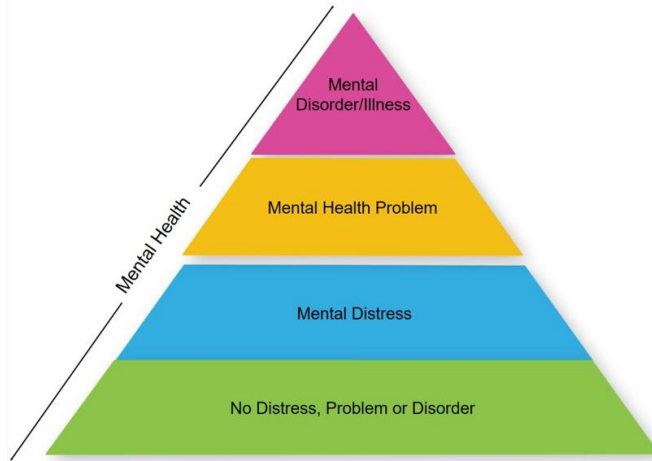 Mental
Disorder/Illness
Mental Health Problem
Mental Health
Mental Distress
No Distress, Problem or Disorder